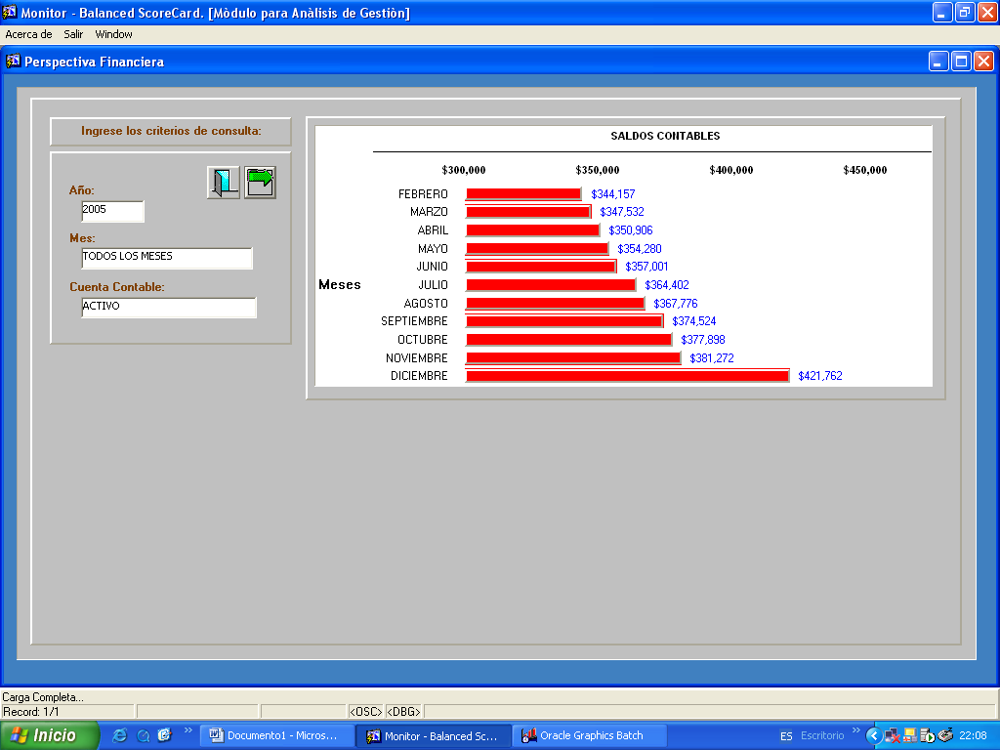 Monitor - Balanced ScoreCard. [Mòdulo para Anàlisis de Gestiòn]
Acerca de Salir Window
Perspectiva Financiera
Ingrese los criterios de consulta:
Año:
2005
Mes:
TODOS LOS MESES
Cuenta Contable:
ACTIVO
SALDOS CONTABLES
$300,000 $350,000 $400,000 $450,000
FEBRERO $344,157
MARZO $347,532
ABRIL $350,906
MAYO $354,280
JUNIO $357,001
Meses JULIO $364,402
AGOSTO $367,776
SEPTIEMBRE $374,524
OCTUBRE $377,898
NOVIEMBRE $381,272
DICIEMBRE $421,762
Carga Completa...
Record: 1/1 <OSC> <DBG>
Inicio Documento1 - Micros... Monitor - Balanced Sc... Oracle Graphics Batch ES Escritorio 22:08